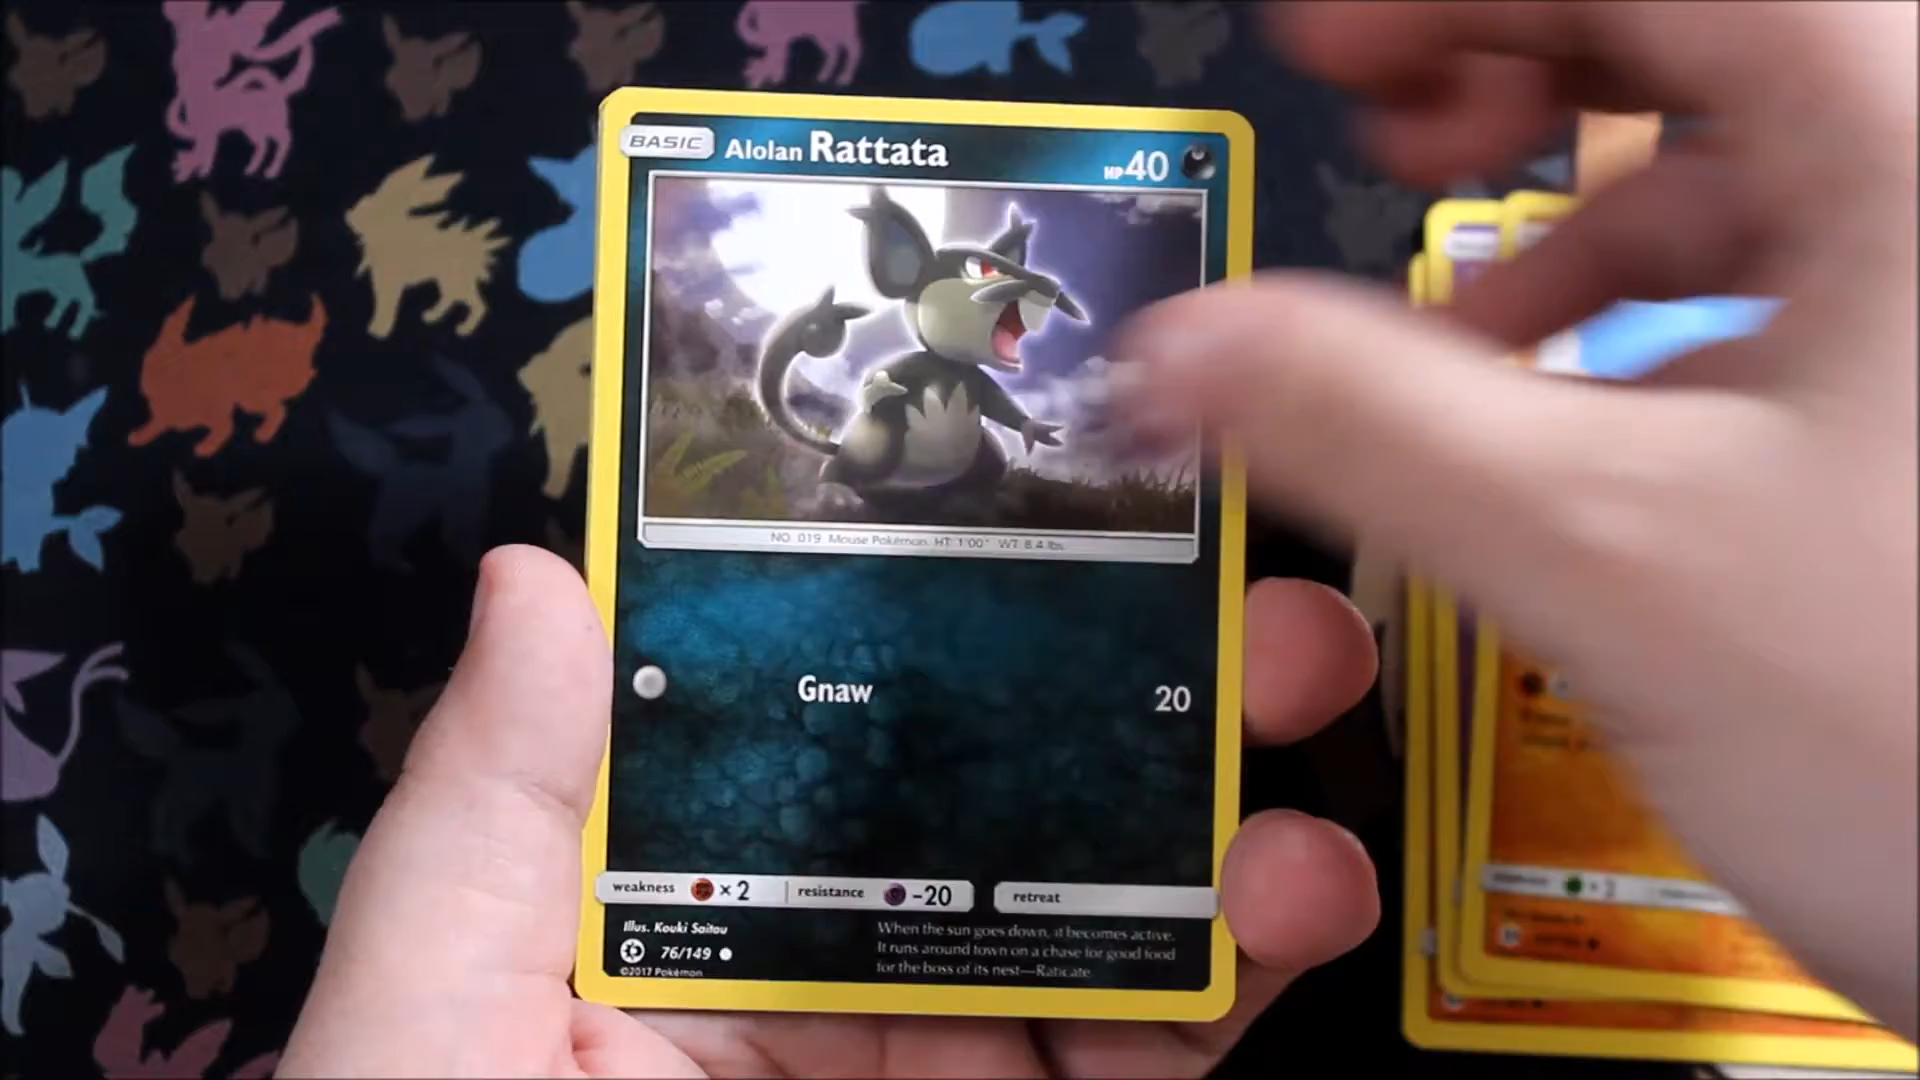 BASIC Alolan Rattata HP 40
NO. 019 Mouse Pokémon. HT: 1'00" WT: 8.4 lbs.
Gnaw 20
weakness ×2 resistance -20 retreat
Illus. Kouki Saitou
76/149
©2017 Pokémon
When the sun goes down, it becomes active.
It runs around town on a chase for good food
for the boss of its nest—Raticate.